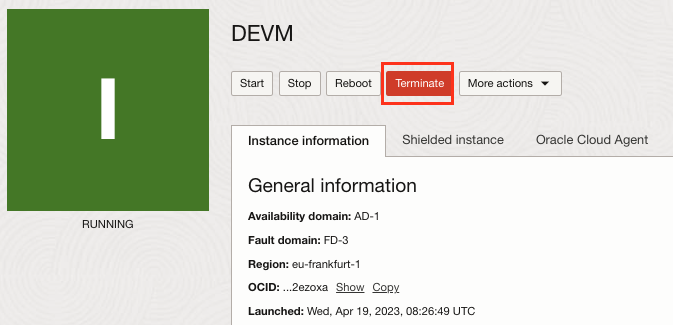 DEVM
I
Start Stop Reboot Terminate More actions
RUNNING
Instance information Shielded instance Oracle Cloud Agent
General information
Availability domain: AD-1
Fault domain: FD-3
Region: eu-frankfurt-1
OCID: ...2ezoxa Show Copy
Launched: Wed, Apr 19, 2023, 08:26:49 UTC